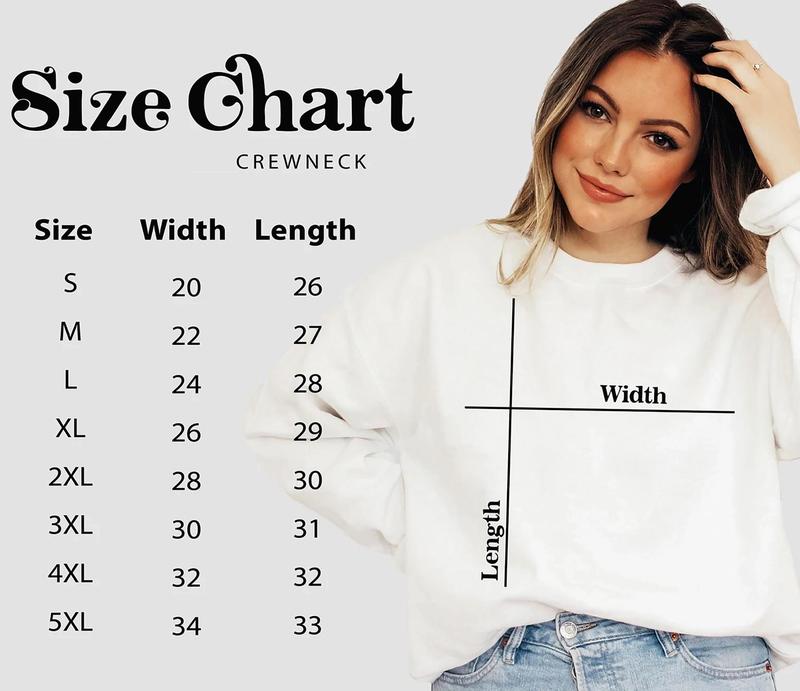 Size Chart
CREWNECK
Size Width Length
S 20 26
M 22 27
L 24 28
XL 26 29
2XL 28 30
3XL 30 31
4XL 32 32
5XL 34 33
Width
Length